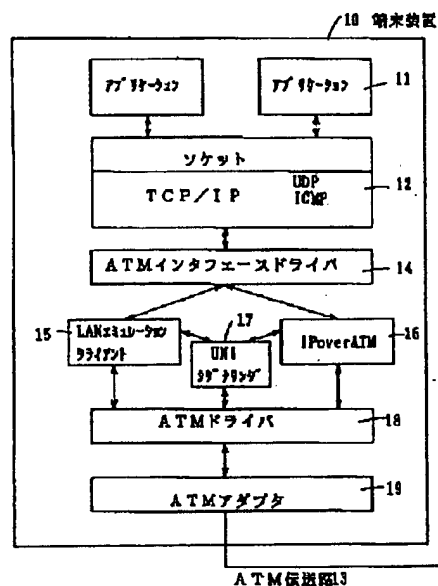 10 端末装置
アプリケーション
アプリケーション
11
ソケット
TCP/IP
UDP
ICMP
12
ATMインタフェースドライバ
14
15
LANエミュレーション
クライアント
17
UNI
シグナリング
IPoverATM
16
ATMドライバ
18
ATMアダプタ
19
ATM伝送路13